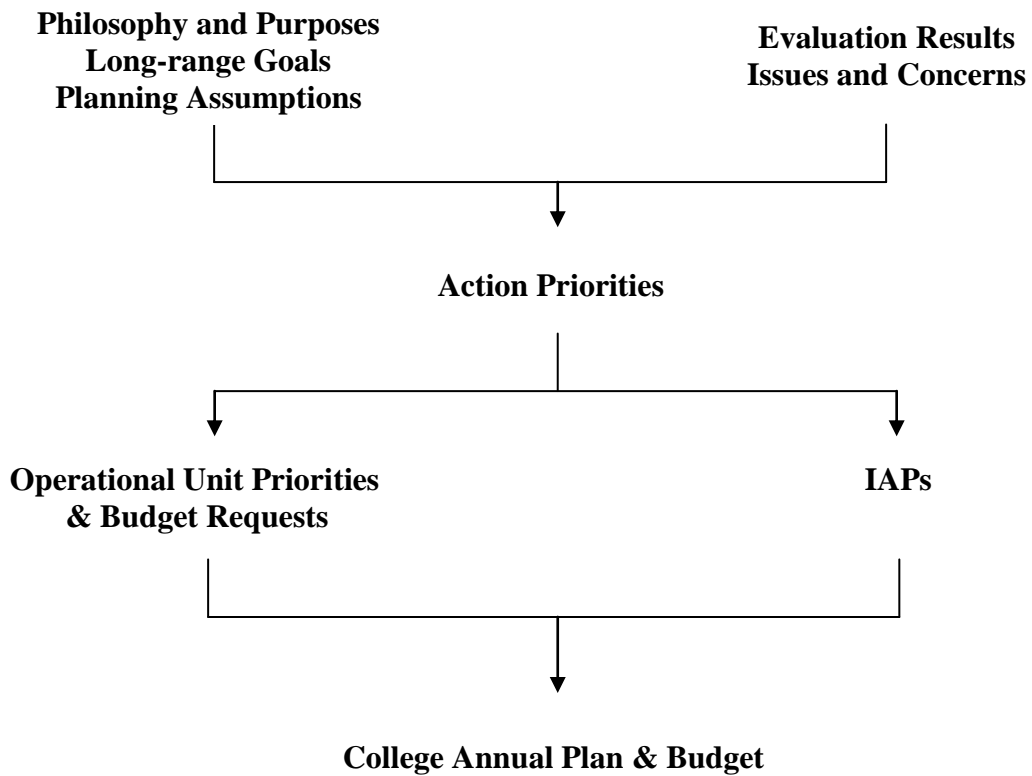 Philosophy and Purposes
Long-range Goals
Planning Assumptions
Evaluation Results
Issues and Concerns
Action Priorities
Operational Unit Priorities
& Budget Requests
IAPs
College Annual Plan & Budget